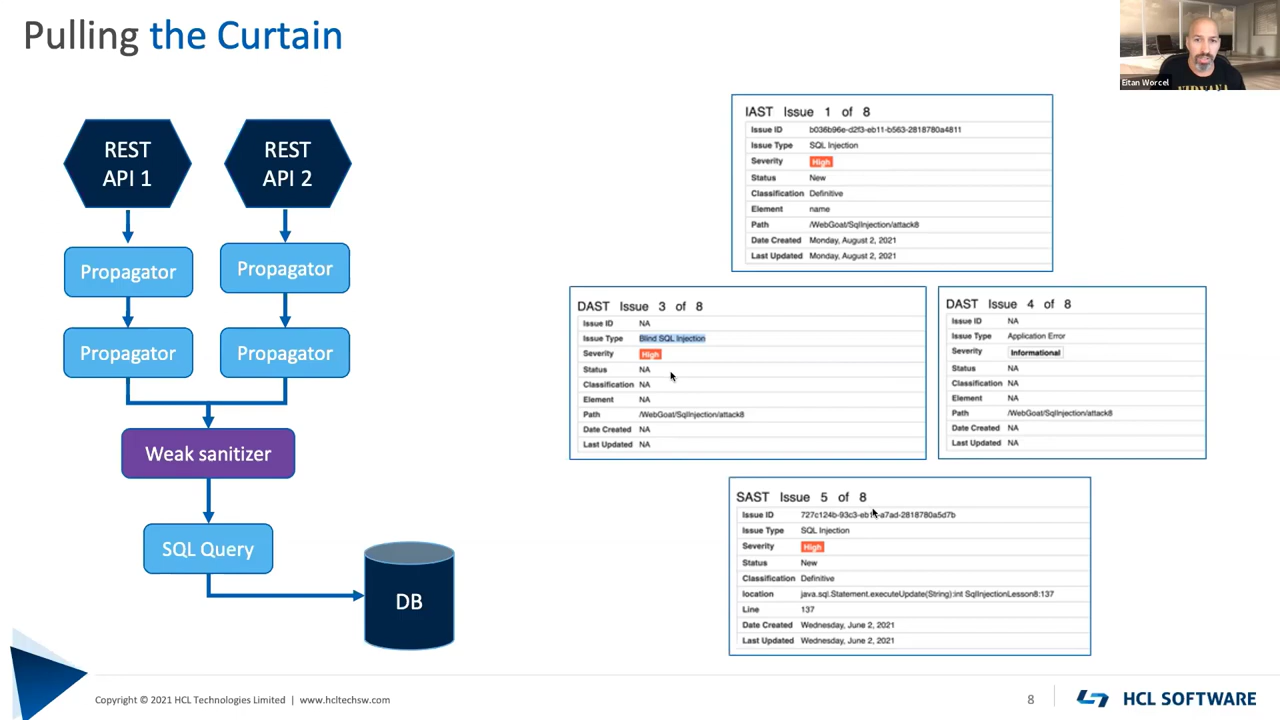 Pulling the Curtain
Eitan Worcel
NIRVANA
REST
API 1
REST
API 2
Propagator
Propagator
Propagator
Propagator
Weak sanitizer
SQL Query
DB
IAST Issue 1 of 8
Issue ID b036b96e-d2f3-eb11-b563-2818780a4811
Issue Type SQL Injection
Severity High
Status New
Classification Definitive
Element name
Path /WebGoat/SqlInjection/attack8
Date Created Monday, August 2, 2021
Last Updated Monday, August 2, 2021
DAST Issue 3 of 8
Issue ID NA
Issue Type Blind SQL Injection
Severity High
Status NA
Classification NA
Element NA
Path /WebGoat/SqlInjection/attack8
Date Created NA
Last Updated NA
DAST Issue 4 of 8
Issue ID NA
Issue Type Application Error
Severity Informational
Status NA
Classification NA
Element NA
Path /WebGoat/SqlInjection/attack8
Date Created NA
Last Updated NA
SAST Issue 5 of 8
Issue ID
Issue Type SQL Injection
Severity High
Status New
Classification Definitive
location java.sql.Statement.executeUpdate(String):int SqlInjectionLesson8:137
Line 137
Date Created Wednesday, June 2, 2021
Last Updated Wednesday, June 2, 2021
Copyright © 2021 HCL Technologies Limited | www.hcltechsw.com
8
HCL SOFTWARE